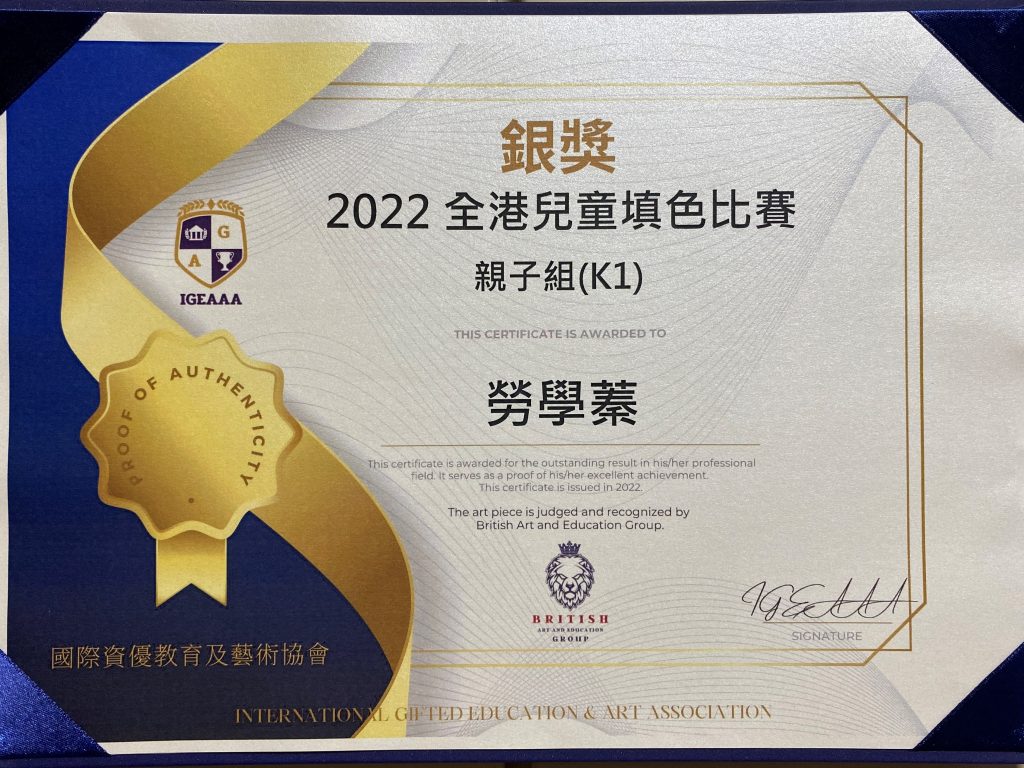 銀獎
2022 全港兒童填色比賽
親子組(K1)
A G
IGEAAA
THIS CERTIFICATE IS AWARDED TO
PROOF OF AUTHENTICITY
勞學蓁
This certificate is awarded for the outstanding result in his/her professional
field. It serves as a proof of his/her excellent achievement.
This certificate is issued in 2022.
The art piece is judged and recognized by
British Art and Education Group.
BRITISH
ART AND EDUCATION
GROUP
IGEAAA
SIGNATURE
國際資優教育及藝術協會
INTERNATIONAL GIFTED EDUCATION & ART ASSOCIATION